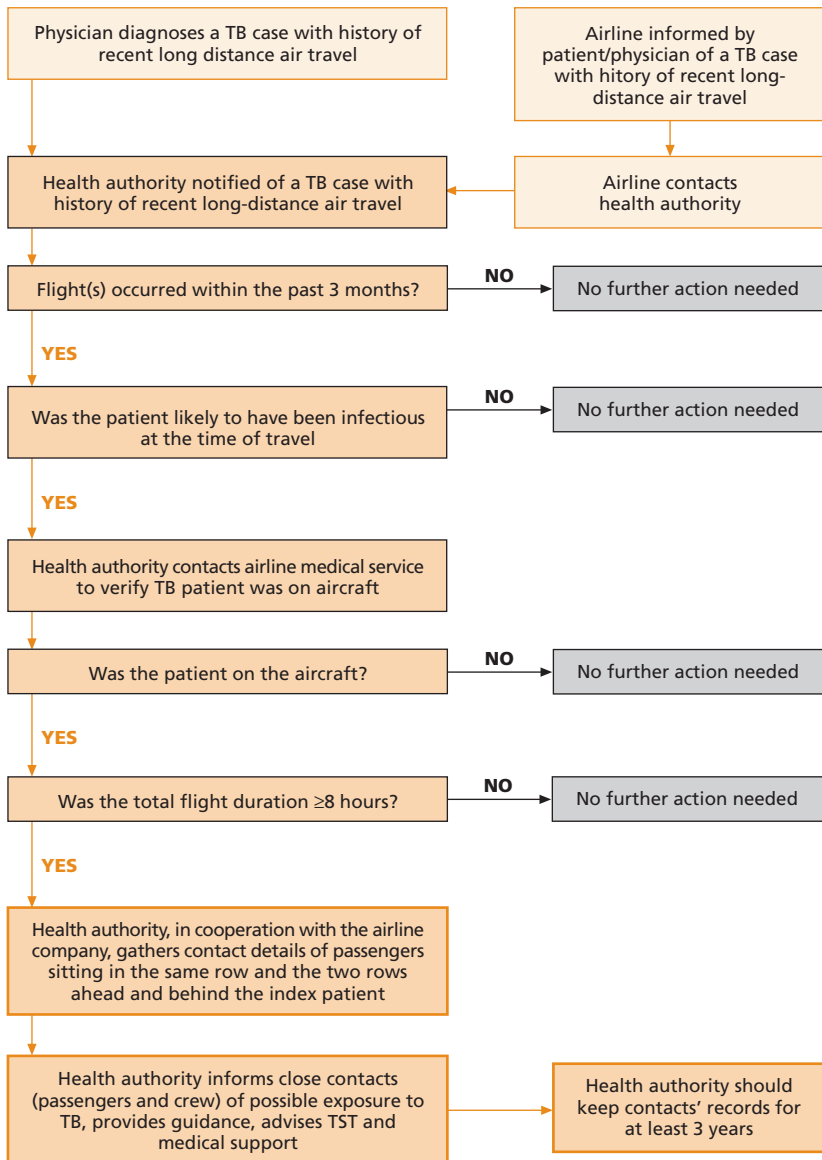 Physician diagnoses a TB case with history
of recent long distance air travel
Airline informed by
patient/physician of a TB case
with hitory of recent long-
distance air travel
Health authority notified of a TB case with
history of recent long-distance air travel
Airline contacts
health authority
Flight(s) occurred within the past 3 months?
NO
No further action needed
YES
Was the patient likely to have been infectious
at the time of travel
NO
No further action needed
YES
Health authority contacts airline medical service
to verify TB patient was on aircraft
Was the patient on the aircraft?
NO
No further action needed
YES
Was the total flight duration ≥8 hours?
NO
No further action needed
YES
Health authority, in cooperation with the airline
company, gathers contact details of passengers
sitting in the same row and the two rows
ahead and behind the index patient
Health authority informs close contacts
(passengers and crew) of possible exposure to
TB, provides guidance, advises TST and
medical support
Health authority should
keep contacts’ records for
at least 3 years